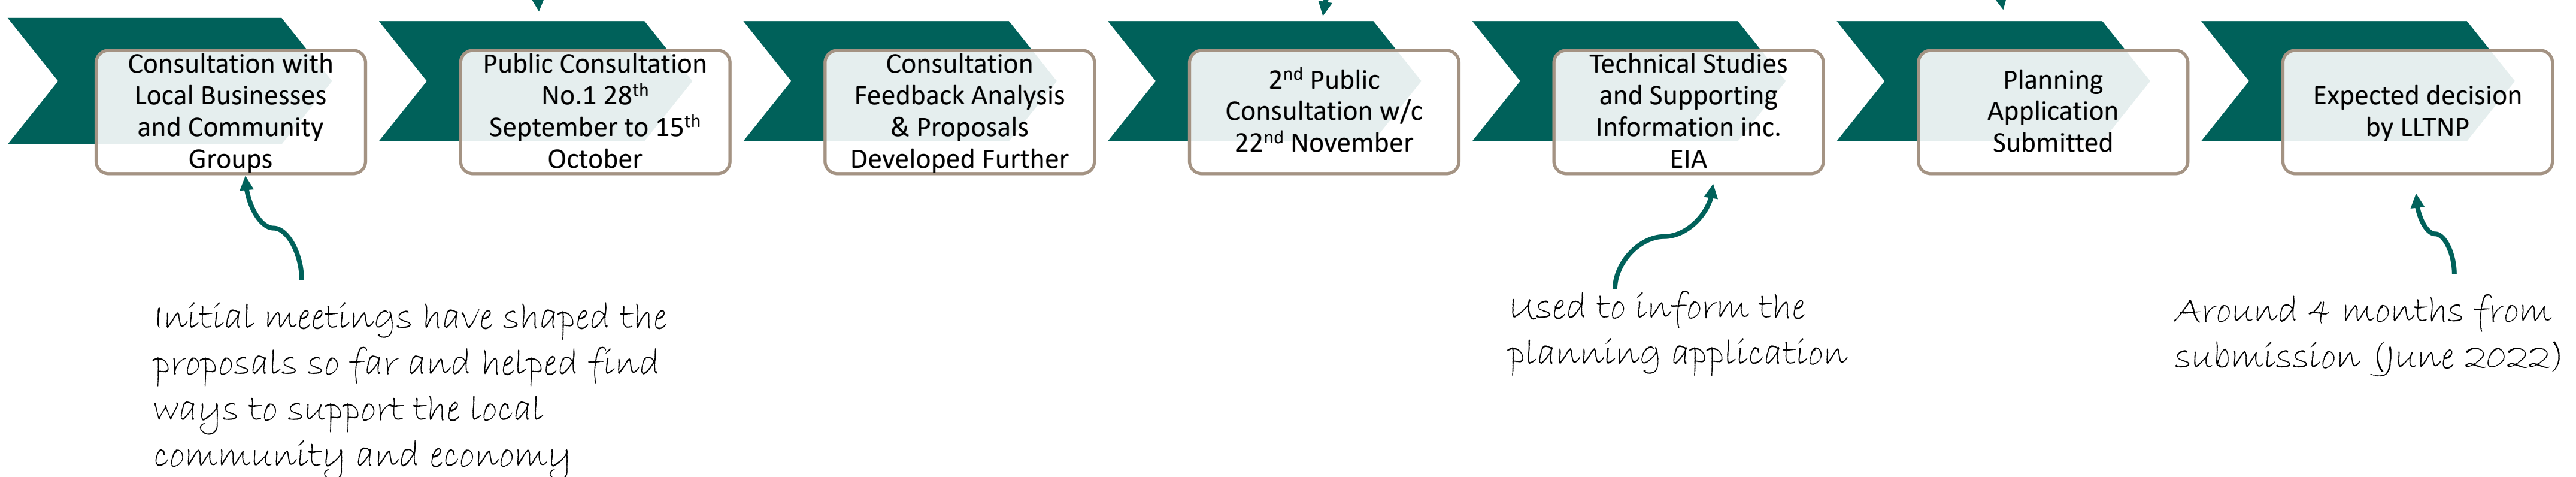 Consultation with
Local Businesses
and Community
Groups
Public Consultation
No.1 28th
September to 15th
October
Consultation
Feedback Analysis
& Proposals
Developed Further
2nd Public
Consultation w/c
22nd November
Technical Studies
and Supporting
Information inc.
EIA
Planning
Application
Submitted
Expected decision
by LLTNP
Initial meetings have shaped the
proposals so far and helped find
ways to support the local
community and economy
Used to inform the
planning application
Around 4 months from
submission (June 2022)